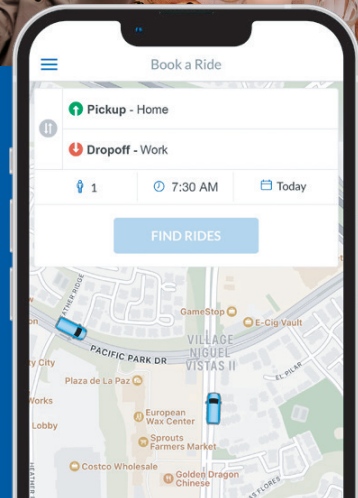 Book a Ride
Pickup - Home
Dropoff - Work
1
7:30 AM
Today
FIND RIDES
GameStop
E-Cig Vault
VILLAGE
NIGUEL
VISTAS II
PACIFIC PARK DR
EL PILAR
Plaza de La Paz
European
Wax Center
Lobby
Sprouts
Farmers Market
Costco Wholesale
Golden Dragon
Chinese